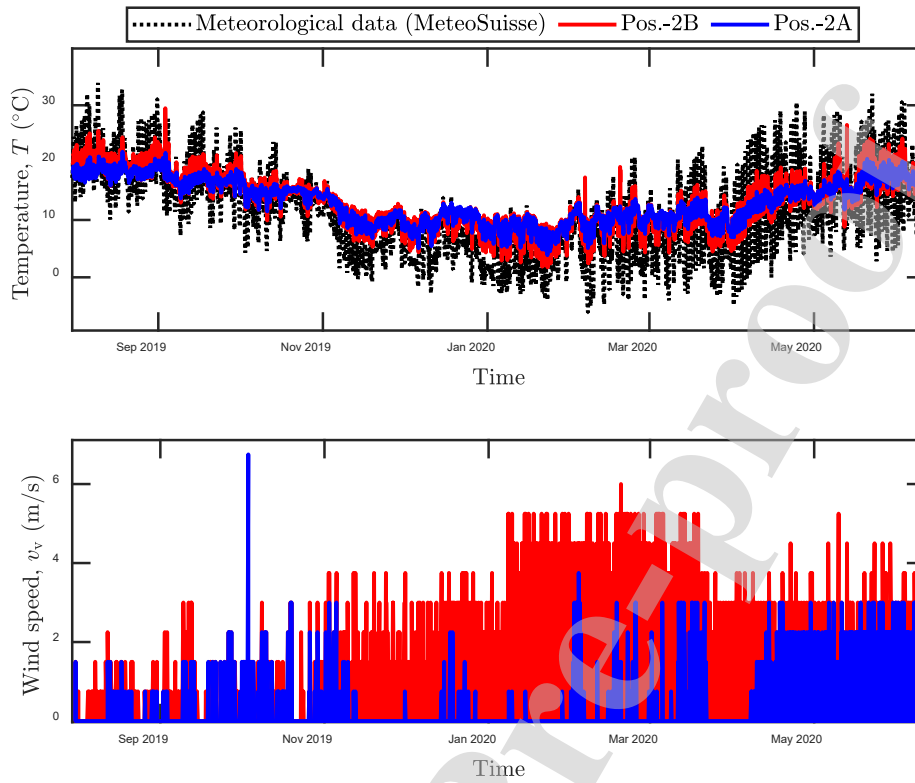 Meteorological data (MeteoSuisse) Pos.-2B Pos.-2A
Temperature, T (°C)
30
20
10
0
Sep 2019 Nov 2019 Jan 2020 Mar 2020 May 2020
Time
Wind speed, vv (m/s)
6
4
2
0
Sep 2019 Nov 2019 Jan 2020 Mar 2020 May 2020
Time
Pre-proof